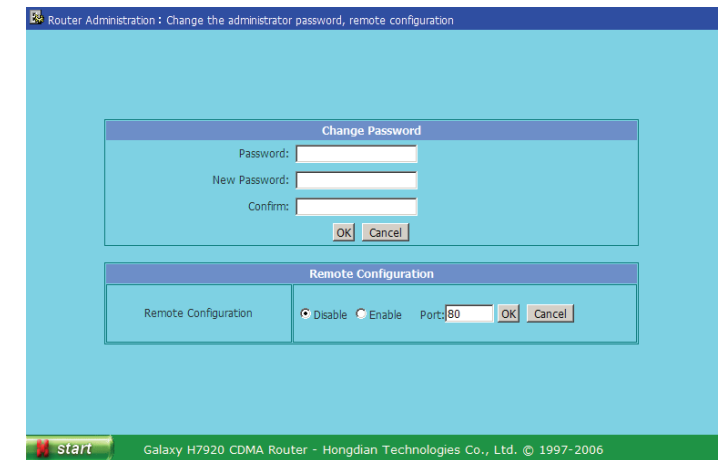 Router Administration : Change the administrator password, remote configuration
Change Password
Password:
New Password:
Confirm:
OK Cancel
Remote Configuration
Remote Configuration Disable Enable Port: 80 OK Cancel
start Galaxy H7920 CDMA Router - Hongdian Technologies Co., Ltd. © 1997-2006